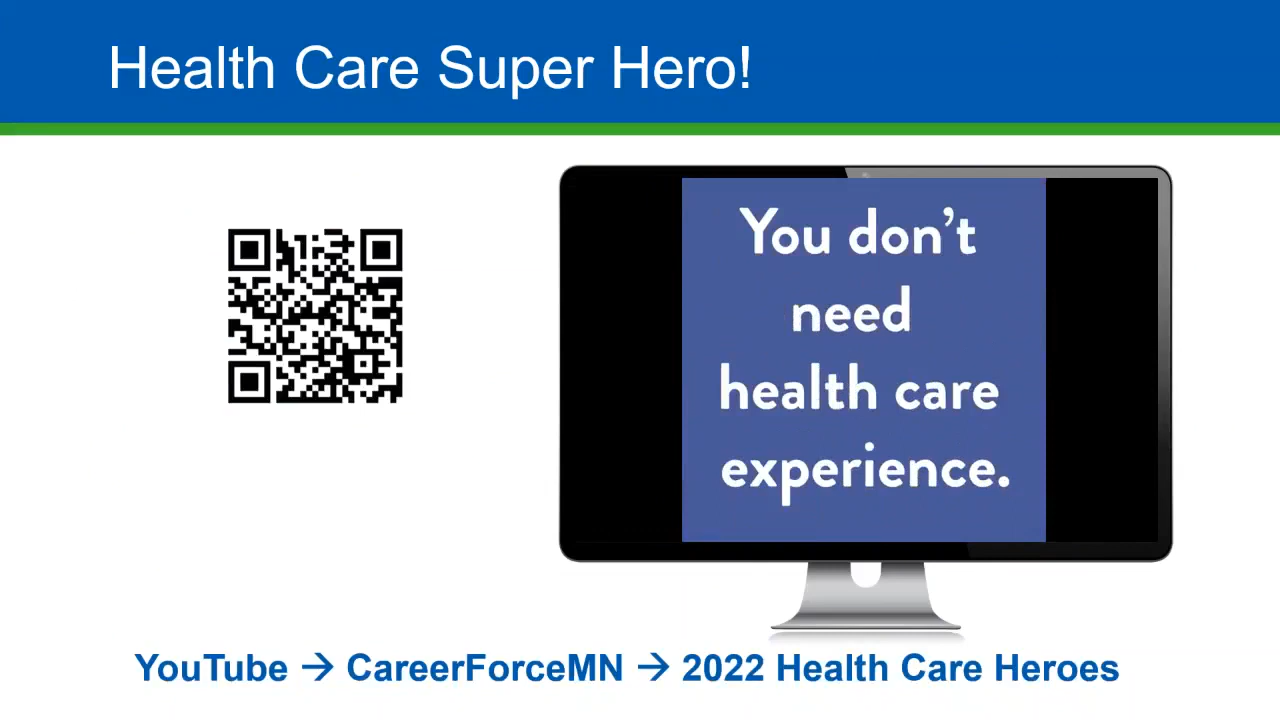 Health Care Super Hero!
You don't
need
health care
experience.
YouTube → CareerForceMN → 2022 Health Care Heroes